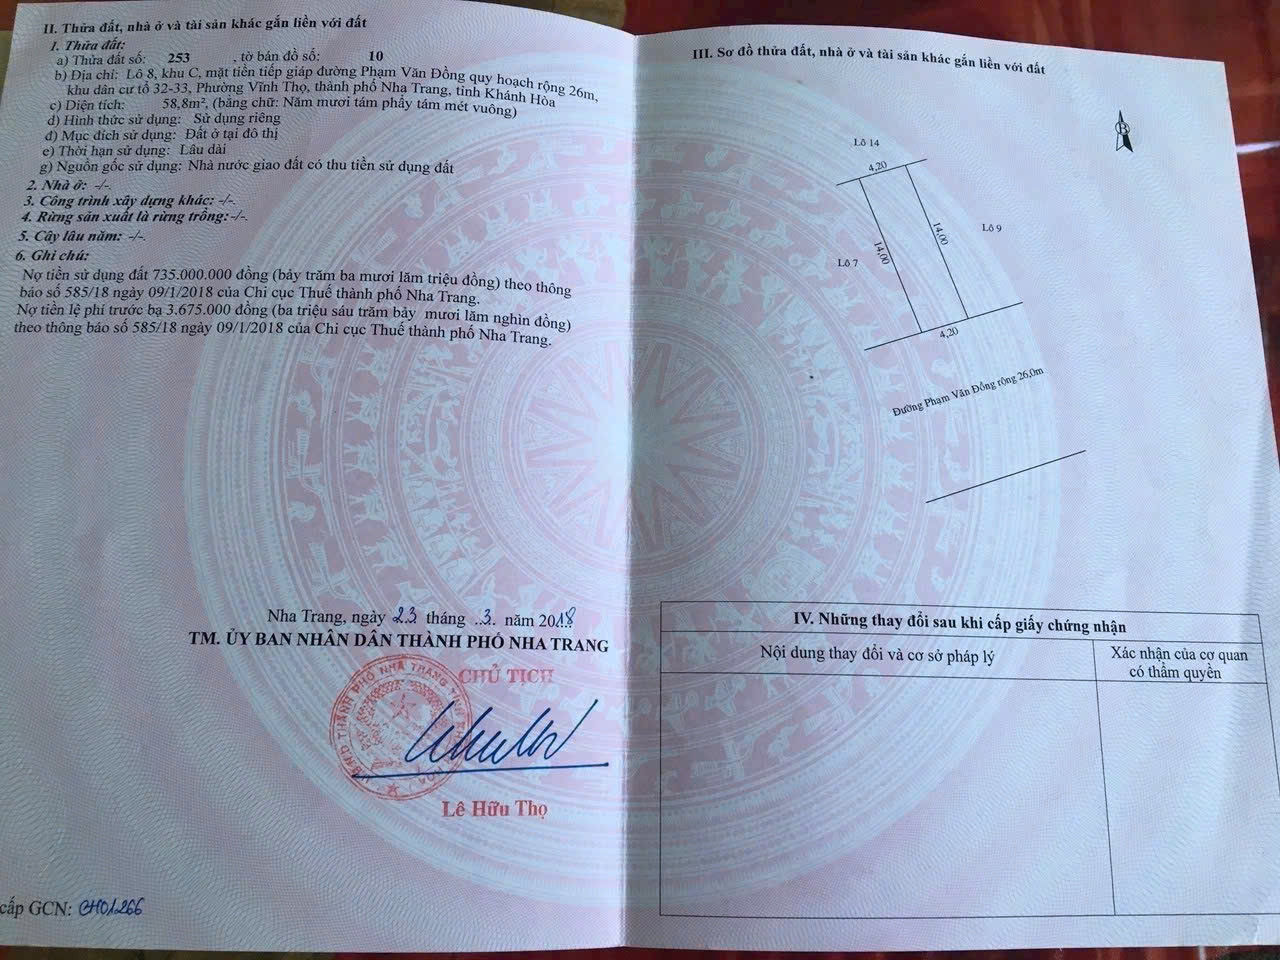 II. Thửa đất, nhà ở và tài sản khác gắn liền với đất
1. Thửa đất:
a) Thửa đất số: 253 , tờ bản đồ số: 10
b) Địa chỉ: Lô 8, khu C, mặt tiền tiếp giáp đường Phạm Văn Đồng quy hoạch rộng 26m,
khu dân cư tổ 32-33, Phường Vĩnh Thọ, thành phố Nha Trang, tỉnh Khánh Hòa
c) Diện tích: 58,8m², (bằng chữ: Năm mươi tám phẩy tám mét vuông)
d) Hình thức sử dụng: Sử dụng riêng
đ) Mục đích sử dụng: Đất ở tại đô thị
e) Thời hạn sử dụng: Lâu dài
g) Nguồn gốc sử dụng: Nhà nước giao đất có thu tiền sử dụng đất
2. Nhà ở: -/-.
3. Công trình xây dựng khác: -/-.
4. Rừng sản xuất là rừng trồng:-/-.
5. Cây lâu năm: -/-.
6. Ghi chú:
Nợ tiền sử dụng đất 735.000.000 đồng (bảy trăm ba mươi lăm triệu đồng) theo thông
báo số 585/18 ngày 09/1/2018 của Chi cục Thuế thành phố Nha Trang.
Nợ tiền lệ phí trước bạ 3.675.000 đồng (ba triệu sáu trăm bảy mươi lăm nghìn đồng)
theo thông báo số 585/18 ngày 09/1/2018 của Chi cục Thuế thành phố Nha Trang.
Nha Trang, ngày 23 tháng ..3. năm 2018
TM. ỦY BAN NHÂN DÂN THÀNH PHỐ NHA TRANG
CHỦ TỊCH
Lê Hữu Thọ
cấp GCN: CH01266
III. Sơ đồ thửa đất, nhà ở và tài sản khác gắn liền với đất
B
Lô 14
4,20
Lô 9
14,00
14,00
Lô 7
4,20
Đường Phạm Văn Đồng rộng 26,0m
IV. Những thay đổi sau khi cấp giấy chứng nhận
Nội dung thay đổi và cơ sở pháp lý
Xác nhận của cơ quan
có thẩm quyền